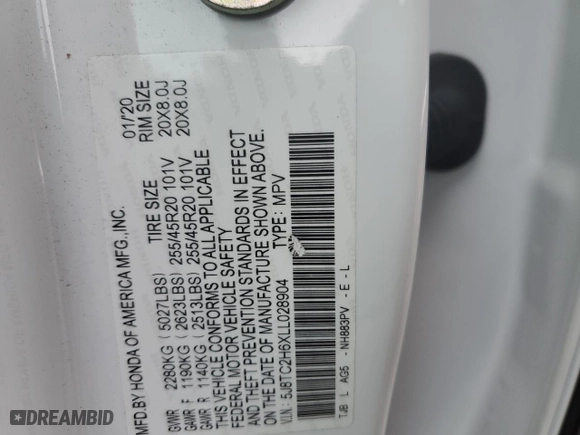 MFD. BY HONDA OF AMERICA MFG.,INC. 01/20
TIRE SIZE RIM SIZE
GVWR 2280KG (5027LBS)
GAWR F 1190KG (2623LBS) 255/45R20 101V 20X8.0J
GAWR R 1140KG (2513LBS) 255/45R20 101V 20X8.0J
THIS VEHICLE CONFORMS TO ALL APPLICABLE
FEDERAL MOTOR VEHICLE SAFETY
AND THEFT PREVENTION STANDARDS IN EFFECT
ON THE DATE OF MANUFACTURE SHOWN ABOVE.
V.I.N: 5J8TC2H6XLL028904 TYPE: MPV
TJB L AG5 -NH883PV - E - L
AUTOBIDCAR